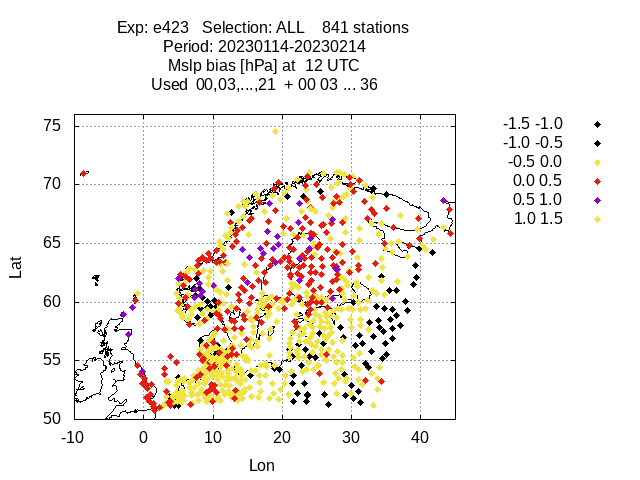 Exp: e423 Selection: ALL 841 stations
Period: 20230114-20230214
Mslp bias [hPa] at 12 UTC
Used 00,03,...,21 + 00 03 ... 36
-1.5 -1.0
-1.0 -0.5
-0.5 0.0
0.0 0.5
0.5 1.0
1.0 1.5
75
70
65
60
55
50
Lat
-10 0 10 20 30 40
Lon